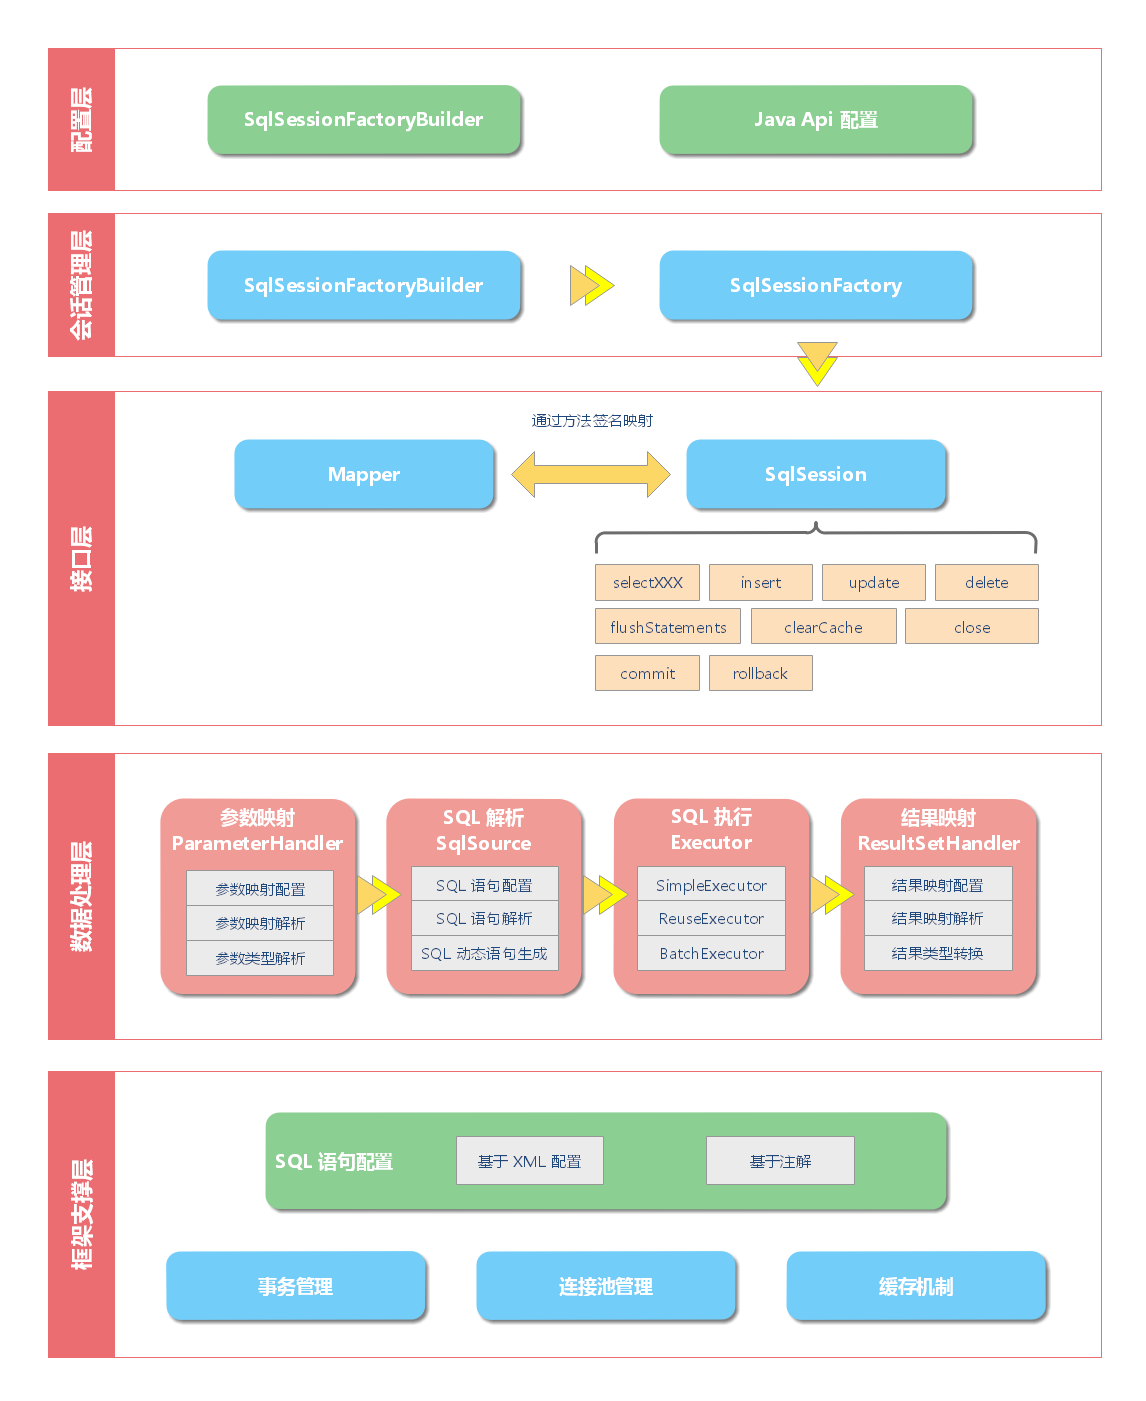 配置层
SqlSessionFactoryBuilder
Java Api 配置
会话管理层
SqlSessionFactoryBuilder
SqlSessionFactory
接口层
通过方法签名映射
Mapper
SqlSession
selectXXX
insert
update
delete
flushStatements
clearCache
close
commit
rollback
数据处理层
参数映射
ParameterHandler
参数映射配置
参数映射解析
参数类型解析
SQL 解析
SqlSource
SQL 语句配置
SQL 语句解析
SQL 动态语句生成
SQL 执行
Executor
SimpleExecutor
ReuseExecutor
BatchExecutor
结果映射
ResultSetHandler
结果映射配置
结果映射解析
结果类型转换
框架支撑层
SQL 语句配置
基于 XML 配置
基于注解
事务管理
连接池管理
缓存机制